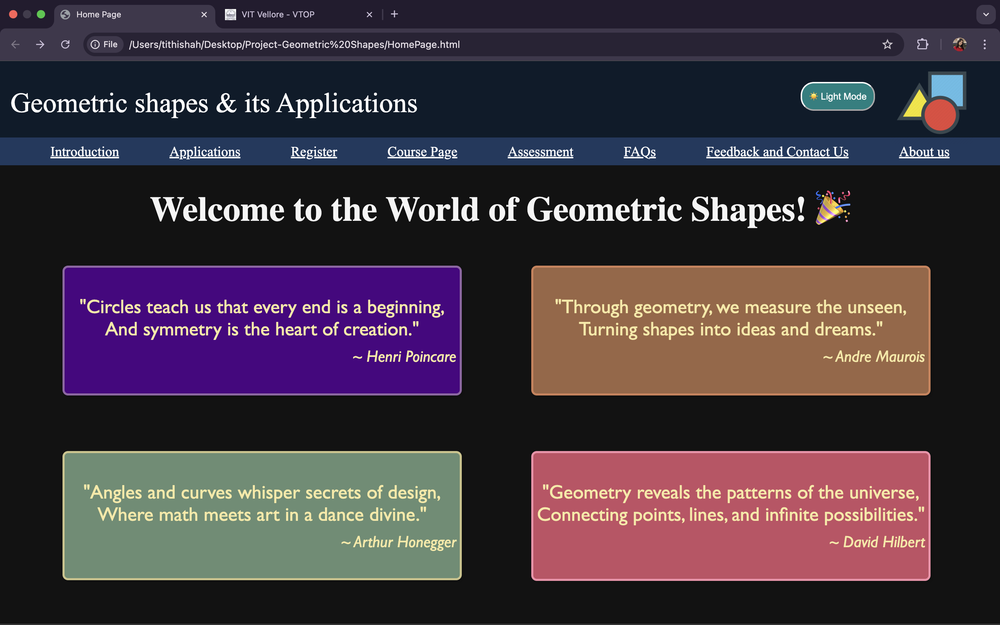 Home Page
VIT Vellore - VTOP
File /Users/tithishah/Desktop/Project-Geometric%20Shapes/HomePage.html
Geometric shapes & its Applications
☀️ Light Mode
Introduction Applications Register Course Page Assessment FAQs Feedback and Contact Us About us
Welcome to the World of Geometric Shapes! 🎉
"Circles teach us that every end is a beginning,
And symmetry is the heart of creation."
~ Henri Poincare
"Through geometry, we measure the unseen,
Turning shapes into ideas and dreams."
~ Andre Maurois
"Angles and curves whisper secrets of design,
Where math meets art in a dance divine."
~ Arthur Honegger
"Geometry reveals the patterns of the universe,
Connecting points, lines, and infinite possibilities."
~ David Hilbert